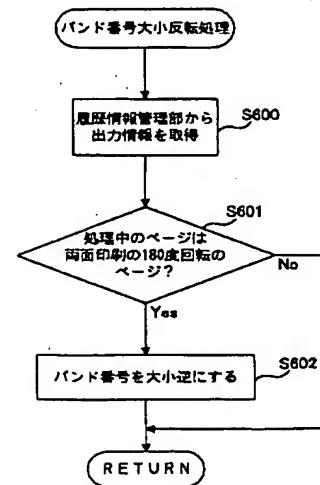 バンド番号大小反転処理
履歴情報管理部から
出力情報を取得
S600
処理中のページは
両面印刷の180度回転の
ページ?
S601
No
Yes
バンド番号を大小逆にする
S602
RETURN